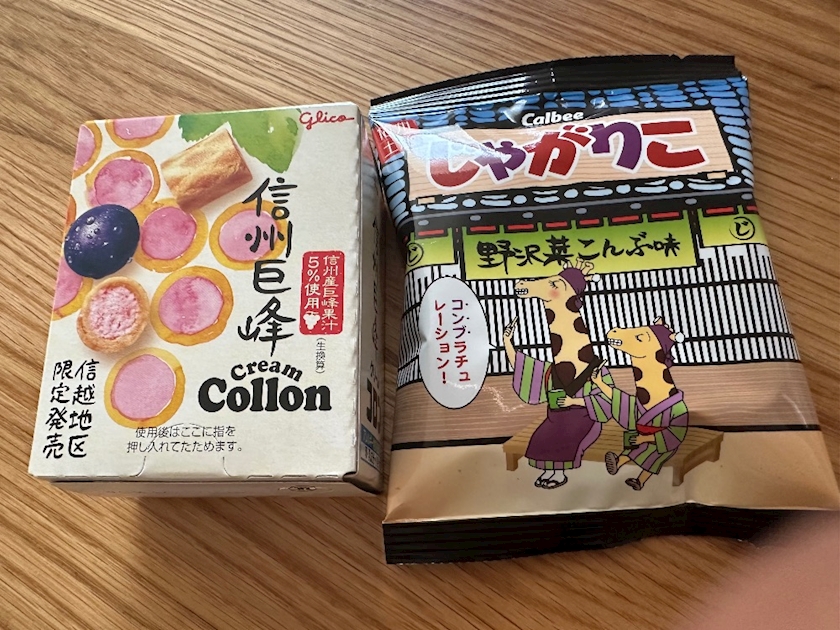 glico
信州巨峰
信州産巨峰果汁
5％使用
(生換算)
Cream
Collon
信越地区
限定発売
使用後はここに指を
押し入れてたためます。
Calbee
じゃがりこ
じ
じ
野沢菜こんぶ味
コンブラチュ
レーション!